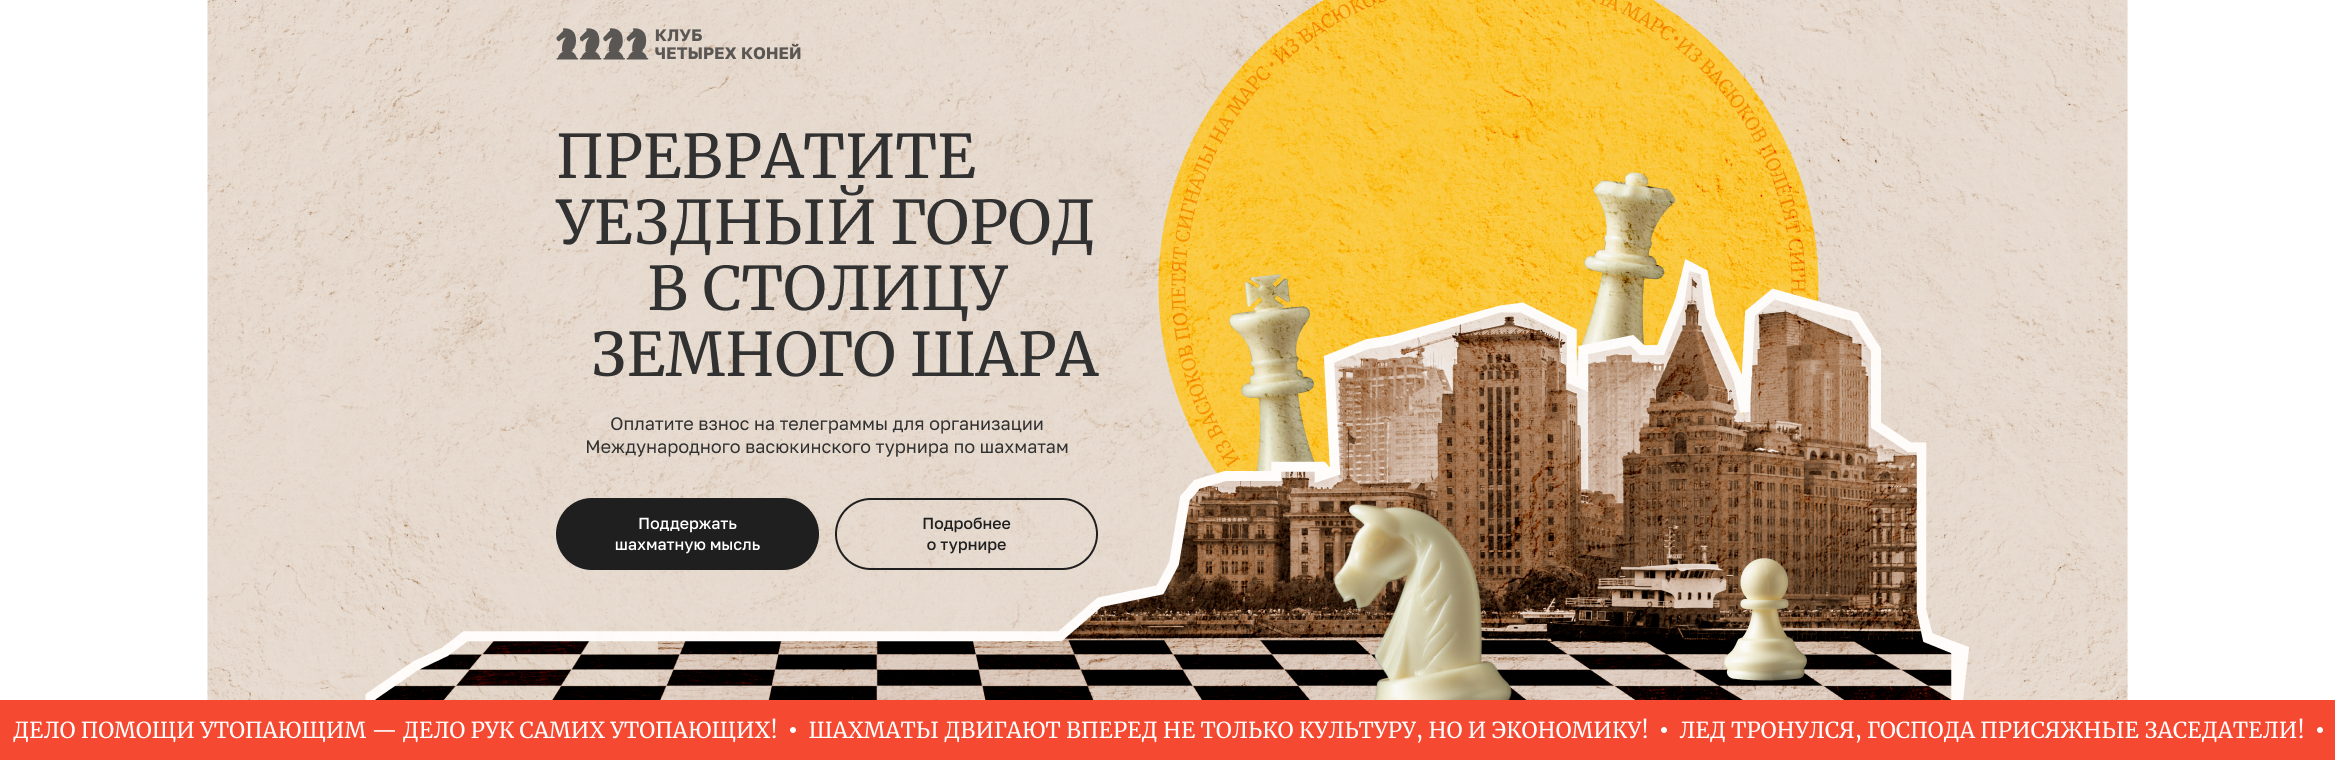 КЛУБ
ЧЕТЫРЕХ КОНЕЙ
ИЗ ВАСЮКОВ ПОЛЕТЯТ СИГНАЛЫ НА МАРС • ИЗ ВАСЮКОВ
НА МАРС • ИЗ ВАСЮКОВ ПОЛЕТЯТ СИГН
ПРЕВРАТИТЕ
УЕЗДНЫЙ ГОРОД
В СТОЛИЦУ
ЗЕМНОГО ШАРА
Оплатите взнос на телеграммы для организации
Международного васюкинского турнира по шахматам
Поддержать
шахматную мысль
Подробнее
о турнире
ДЕЛО ПОМОЩИ УТОПАЮЩИМ — ДЕЛО РУК САМИХ УТОПАЮЩИХ! • ШАХМАТЫ ДВИГАЮТ ВПЕРЕД НЕ ТОЛЬКО КУЛЬТУРУ, НО И ЭКОНОМИКУ! • ЛЕД ТРОНУЛСЯ, ГОСПОДА ПРИСЯЖНЫЕ ЗАСЕДАТЕЛИ! •